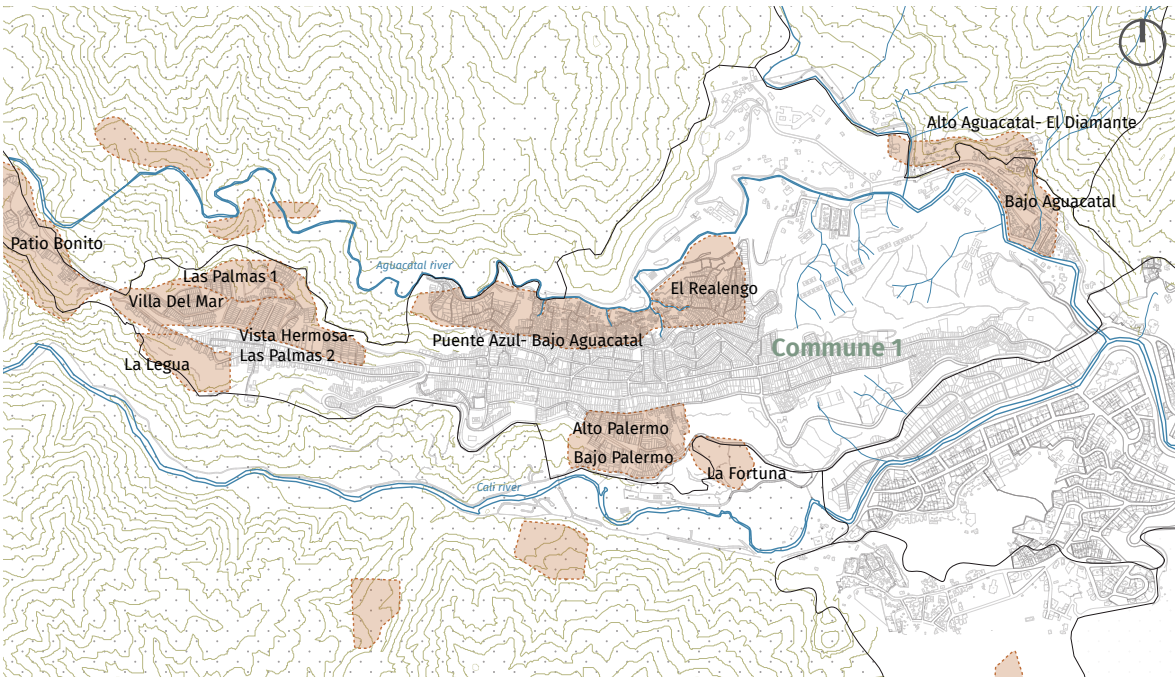 Alto Aguacatal- El Diamante
Bajo Aguacatal
Patio Bonito
Aguacatal river
Las Palmas 1
El Realengo
Villa Del Mar
Vista Hermosa-
Las Palmas 2
Puente Azul- Bajo Aguacatal
Commune 1
La Legua
Alto Palermo
Bajo Palermo
La Fortuna
Cali river